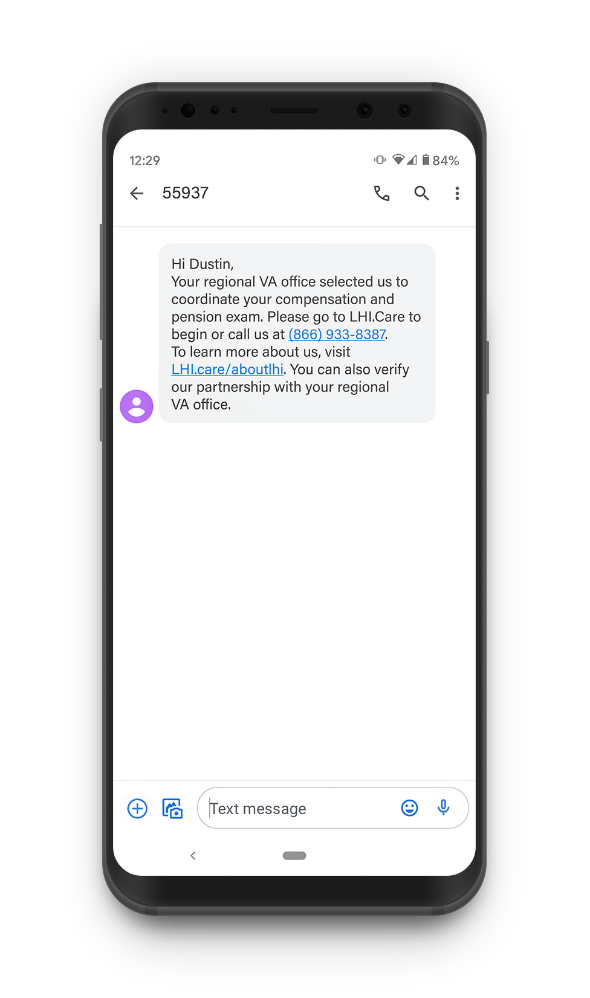 12:29
84%
55937
Hi Dustin,
Your regional VA office selected us to
coordinate your compensation and
pension exam. Please go to LHI.Care to
begin or call us at (866) 933-8387.
To learn more about us, visit
LHI.care/aboutlhi. You can also verify
our partnership with your regional
VA office.
Text message